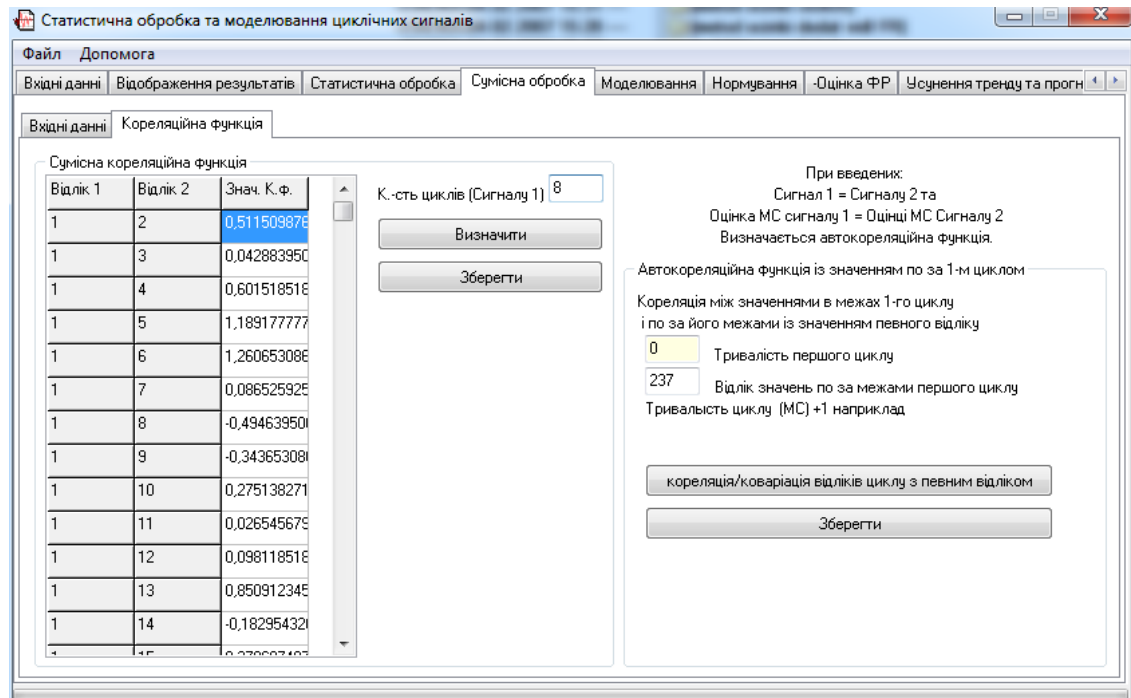 Статистична обробка та моделювання циклічних сигналів
Файл Допомога
Вхідні данні Відображення результатів Статистична обробка Сумісна обробка Моделювання Нормування -Оцінка ФР Усунення тренду та прогн
Вхідні данні Кореляційна функція
Сумісна кореляційна функція
Відлік 1 Відлік 2 Знач. К.ф.
1 2 0,511509876
1 3 0,042883950
1 4 0,601518518
1 5 1,189177777
1 6 1,260653086
1 7 0,086525925
1 8 -0,49463950
1 9 -0,34365308
1 10 0,275138271
1 11 0,026545679
1 12 0,098118518
1 13 0,850912345
1 14 -0,18295432
К.-сть циклів (Сигналу 1) 8
Визначити
Зберегти
При введених:
Сигнал 1 = Сигналу 2 та
Оцінка МС сигналу 1 = Оцінці МС Сигналу 2
Визначається автокореляційна функція.
Автокореляційна функція із значенням по за 1-м циклом
Кореляція між значеннями в межах 1-го циклу
і по за його межами із значенням певного відліку
0 Тривалість першого циклу
237 Відлік значень по за межами першого циклу
Тривалысть циклу (МС) +1 наприклад
кореляція/коваріація відліків циклу з певним відліком
Зберегти